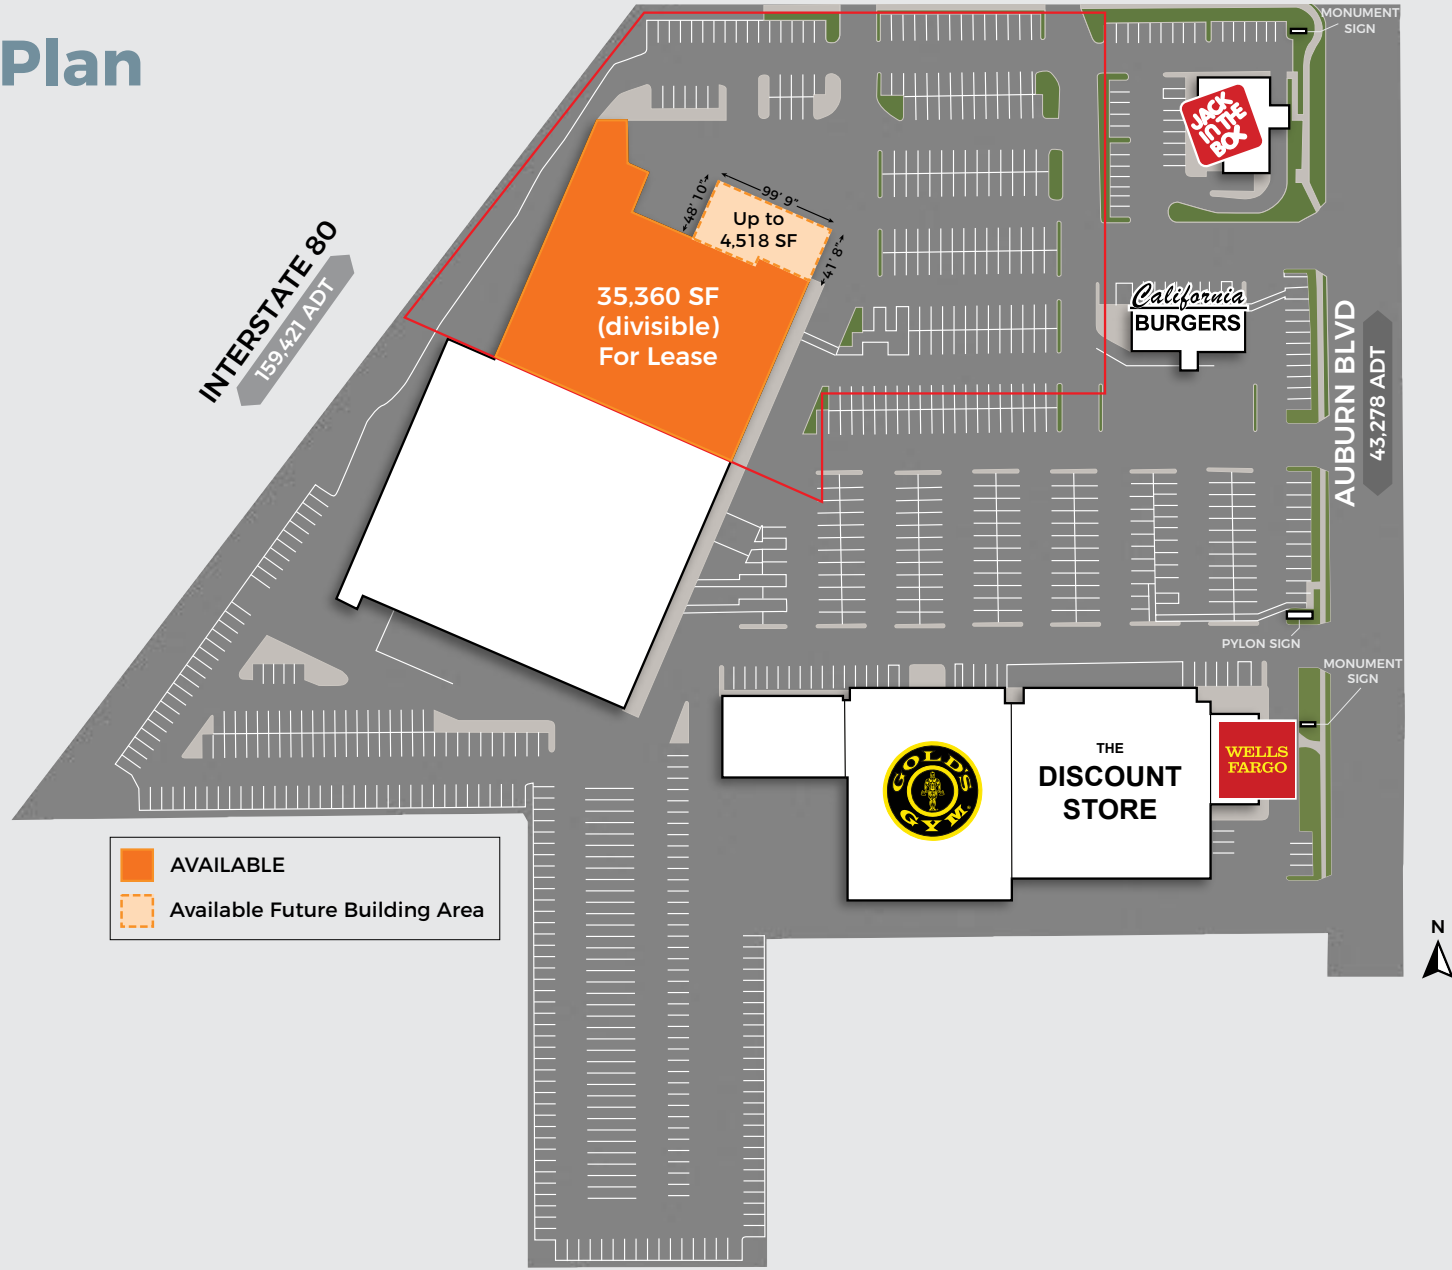 Plan
MONUMENT
SIGN
JACK
IN THE
BOX
48' 10"
99' 9"
Up to
4,518 SF
41' 8"
INTERSTATE 80
159,421 ADT
35,360 SF
(divisible)
For Lease
California
BURGERS
AUBURN BLVD
43,278 ADT
PYLON SIGN
MONUMENT
SIGN
GOLD'S
GYM
THE
DISCOUNT
STORE
WELLS
FARGO
AVAILABLE
Available Future Building Area
N